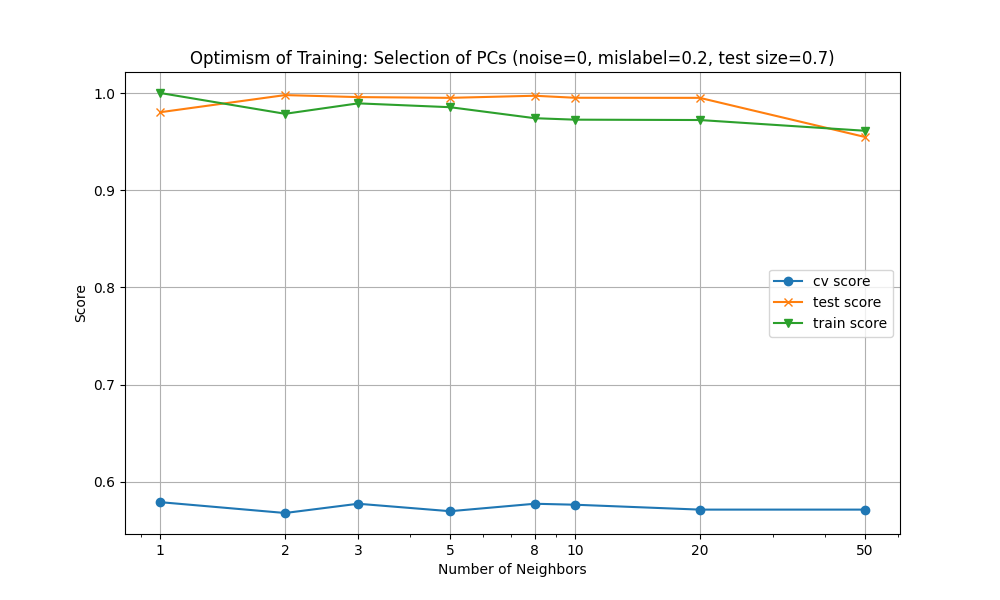 Optimism of Training: Selection of PCs (noise=0, mislabel=0.2, test size=0.7)
1.0
0.9
0.8
0.7
0.6
Score
cv score
test score
train score
1 2 3 5 8 10 20 50
Number of Neighbors